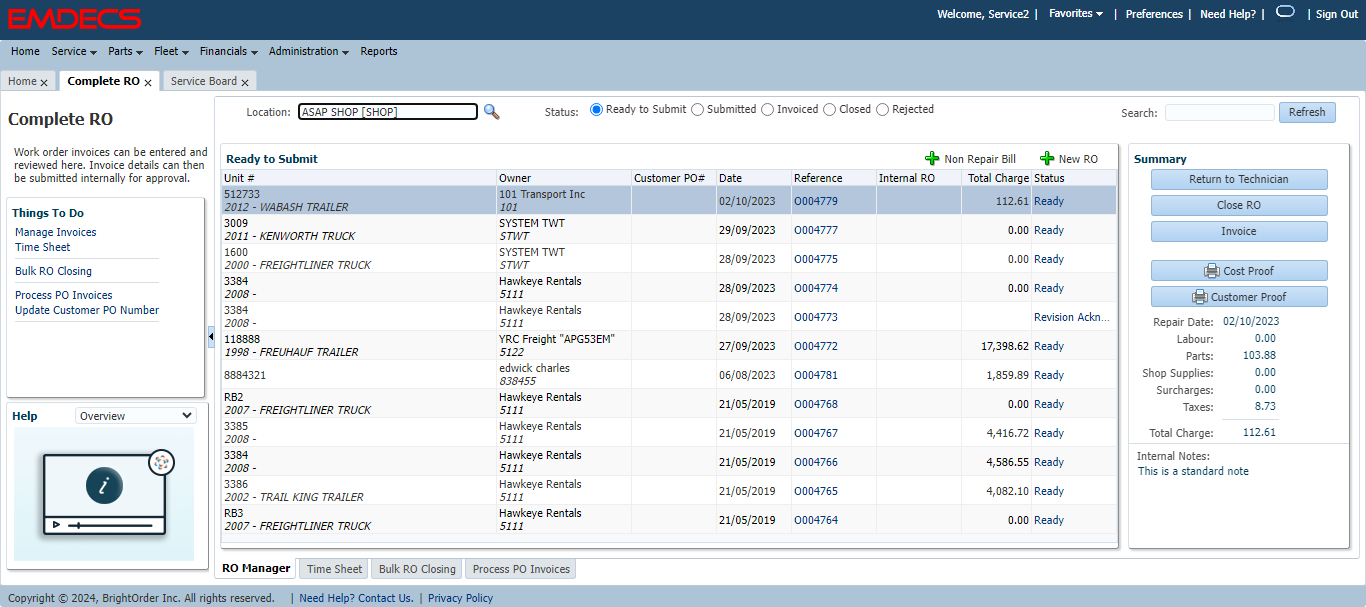 EMDECS
Welcome, Service2 | Favorites | Preferences | Need Help? | | Sign Out
Home Service Parts Fleet Financials Administration Reports
Home x Complete RO x Service Board x
Complete RO
Work order invoices can be entered and
reviewed here. Invoice details can then
be submitted internally for approval.
Things To Do
Manage Invoices
Time Sheet
Bulk RO Closing
Process PO Invoices
Update Customer PO Number
Help Overview
i
Location: ASAP SHOP [SHOP] Status: Ready to Submit Submitted Invoiced Closed Rejected Search: Refresh
Ready to Submit Non Repair Bill New RO
Unit # Owner Customer PO# Date Reference Internal RO Total Charge Status
512733 101 Transport Inc
2012 - WABASH TRAILER 101 02/10/2023 O004779 112.61 Ready
3009 SYSTEM TWT
2011 - KENWORTH TRUCK STWT 29/09/2023 O004777 0.00 Ready
1600 SYSTEM TWT
2000 - FREIGHTLINER TRUCK STWT 28/09/2023 O004775 0.00 Ready
3384 Hawkeye Rentals
2008 - 5111 28/09/2023 O004774 0.00 Ready
3384 Hawkeye Rentals
2008 - 5111 28/09/2023 O004773 Revision Ackn...
118888 YRC Freight "APG53EM"
1998 - FREUHAUF TRAILER 5122 27/09/2023 O004772 17,398.62 Ready
8884321 edwick charles
838455 06/08/2023 O004781 1,859.89 Ready
RB2 Hawkeye Rentals
2007 - FREIGHTLINER TRUCK 5111 21/05/2019 O004768 0.00 Ready
3385 Hawkeye Rentals
2008 - 5111 21/05/2019 O004767 4,416.72 Ready
3384 Hawkeye Rentals
2008 - 5111 21/05/2019 O004766 4,586.55 Ready
3386 Hawkeye Rentals
2002 - TRAIL KING TRAILER 5111 21/05/2019 O004765 4,082.10 Ready
RB3 Hawkeye Rentals
2007 - FREIGHTLINER TRUCK 5111 21/05/2019 O004764 0.00 Ready
Summary
Return to Technician
Close RO
Invoice
Cost Proof
Customer Proof
Repair Date: 02/10/2023
Labour: 0.00
Parts: 103.88
Shop Supplies: 0.00
Surcharges: 0.00
Taxes: 8.73
Total Charge: 112.61
Internal Notes:
This is a standard note
RO Manager Time Sheet Bulk RO Closing Process PO Invoices
Copyright © 2024, BrightOrder Inc. All rights reserved. | Need Help? Contact Us. | Privacy Policy